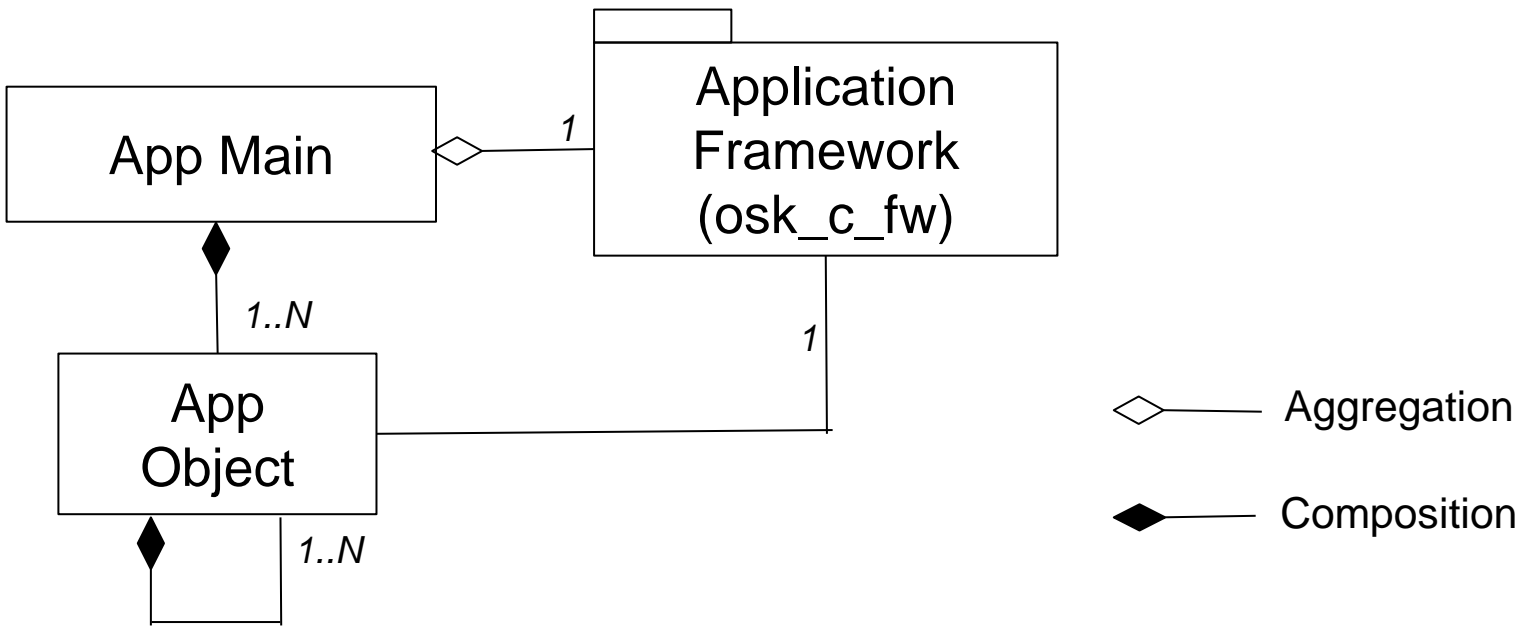 Application
Framework
(osk_c_fw)
App Main
1
1..N
1
App
Object
1..N
Aggregation
Composition